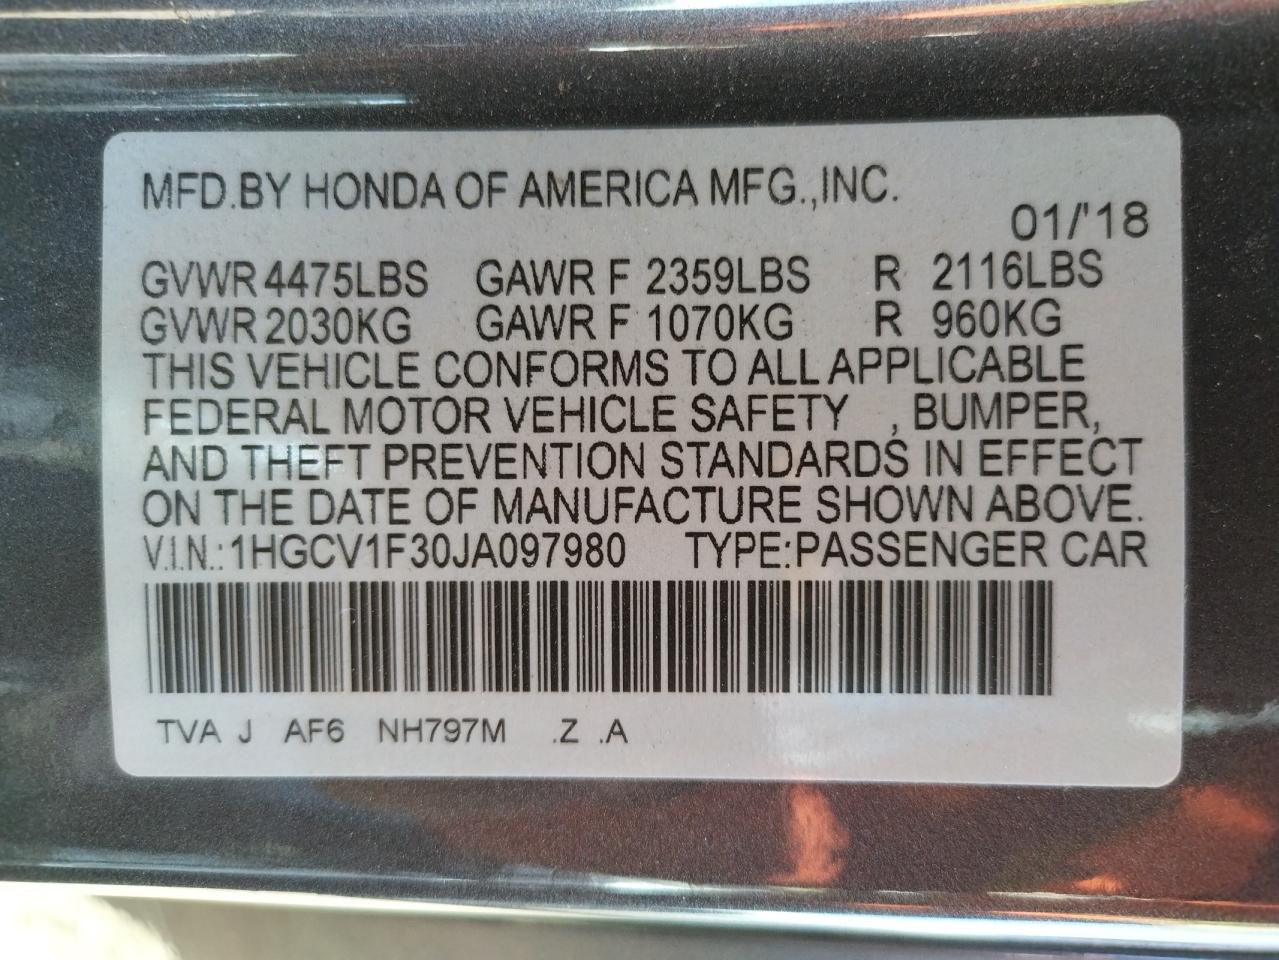 MFD.BY HONDA OF AMERICA MFG.,INC.
01/'18
GVWR 4475LBS GAWR F 2359LBS R 2116LBS
GVWR 2030KG GAWR F 1070KG R 960KG
THIS VEHICLE CONFORMS TO ALL APPLICABLE
FEDERAL MOTOR VEHICLE SAFETY , BUMPER,
AND THEFT PREVENTION STANDARDS IN EFFECT
ON THE DATE OF MANUFACTURE SHOWN ABOVE.
V.I.N.:1HGCV1F30JA097980 TYPE:PASSENGER CAR
TVA J AF6 NH797M .Z .A